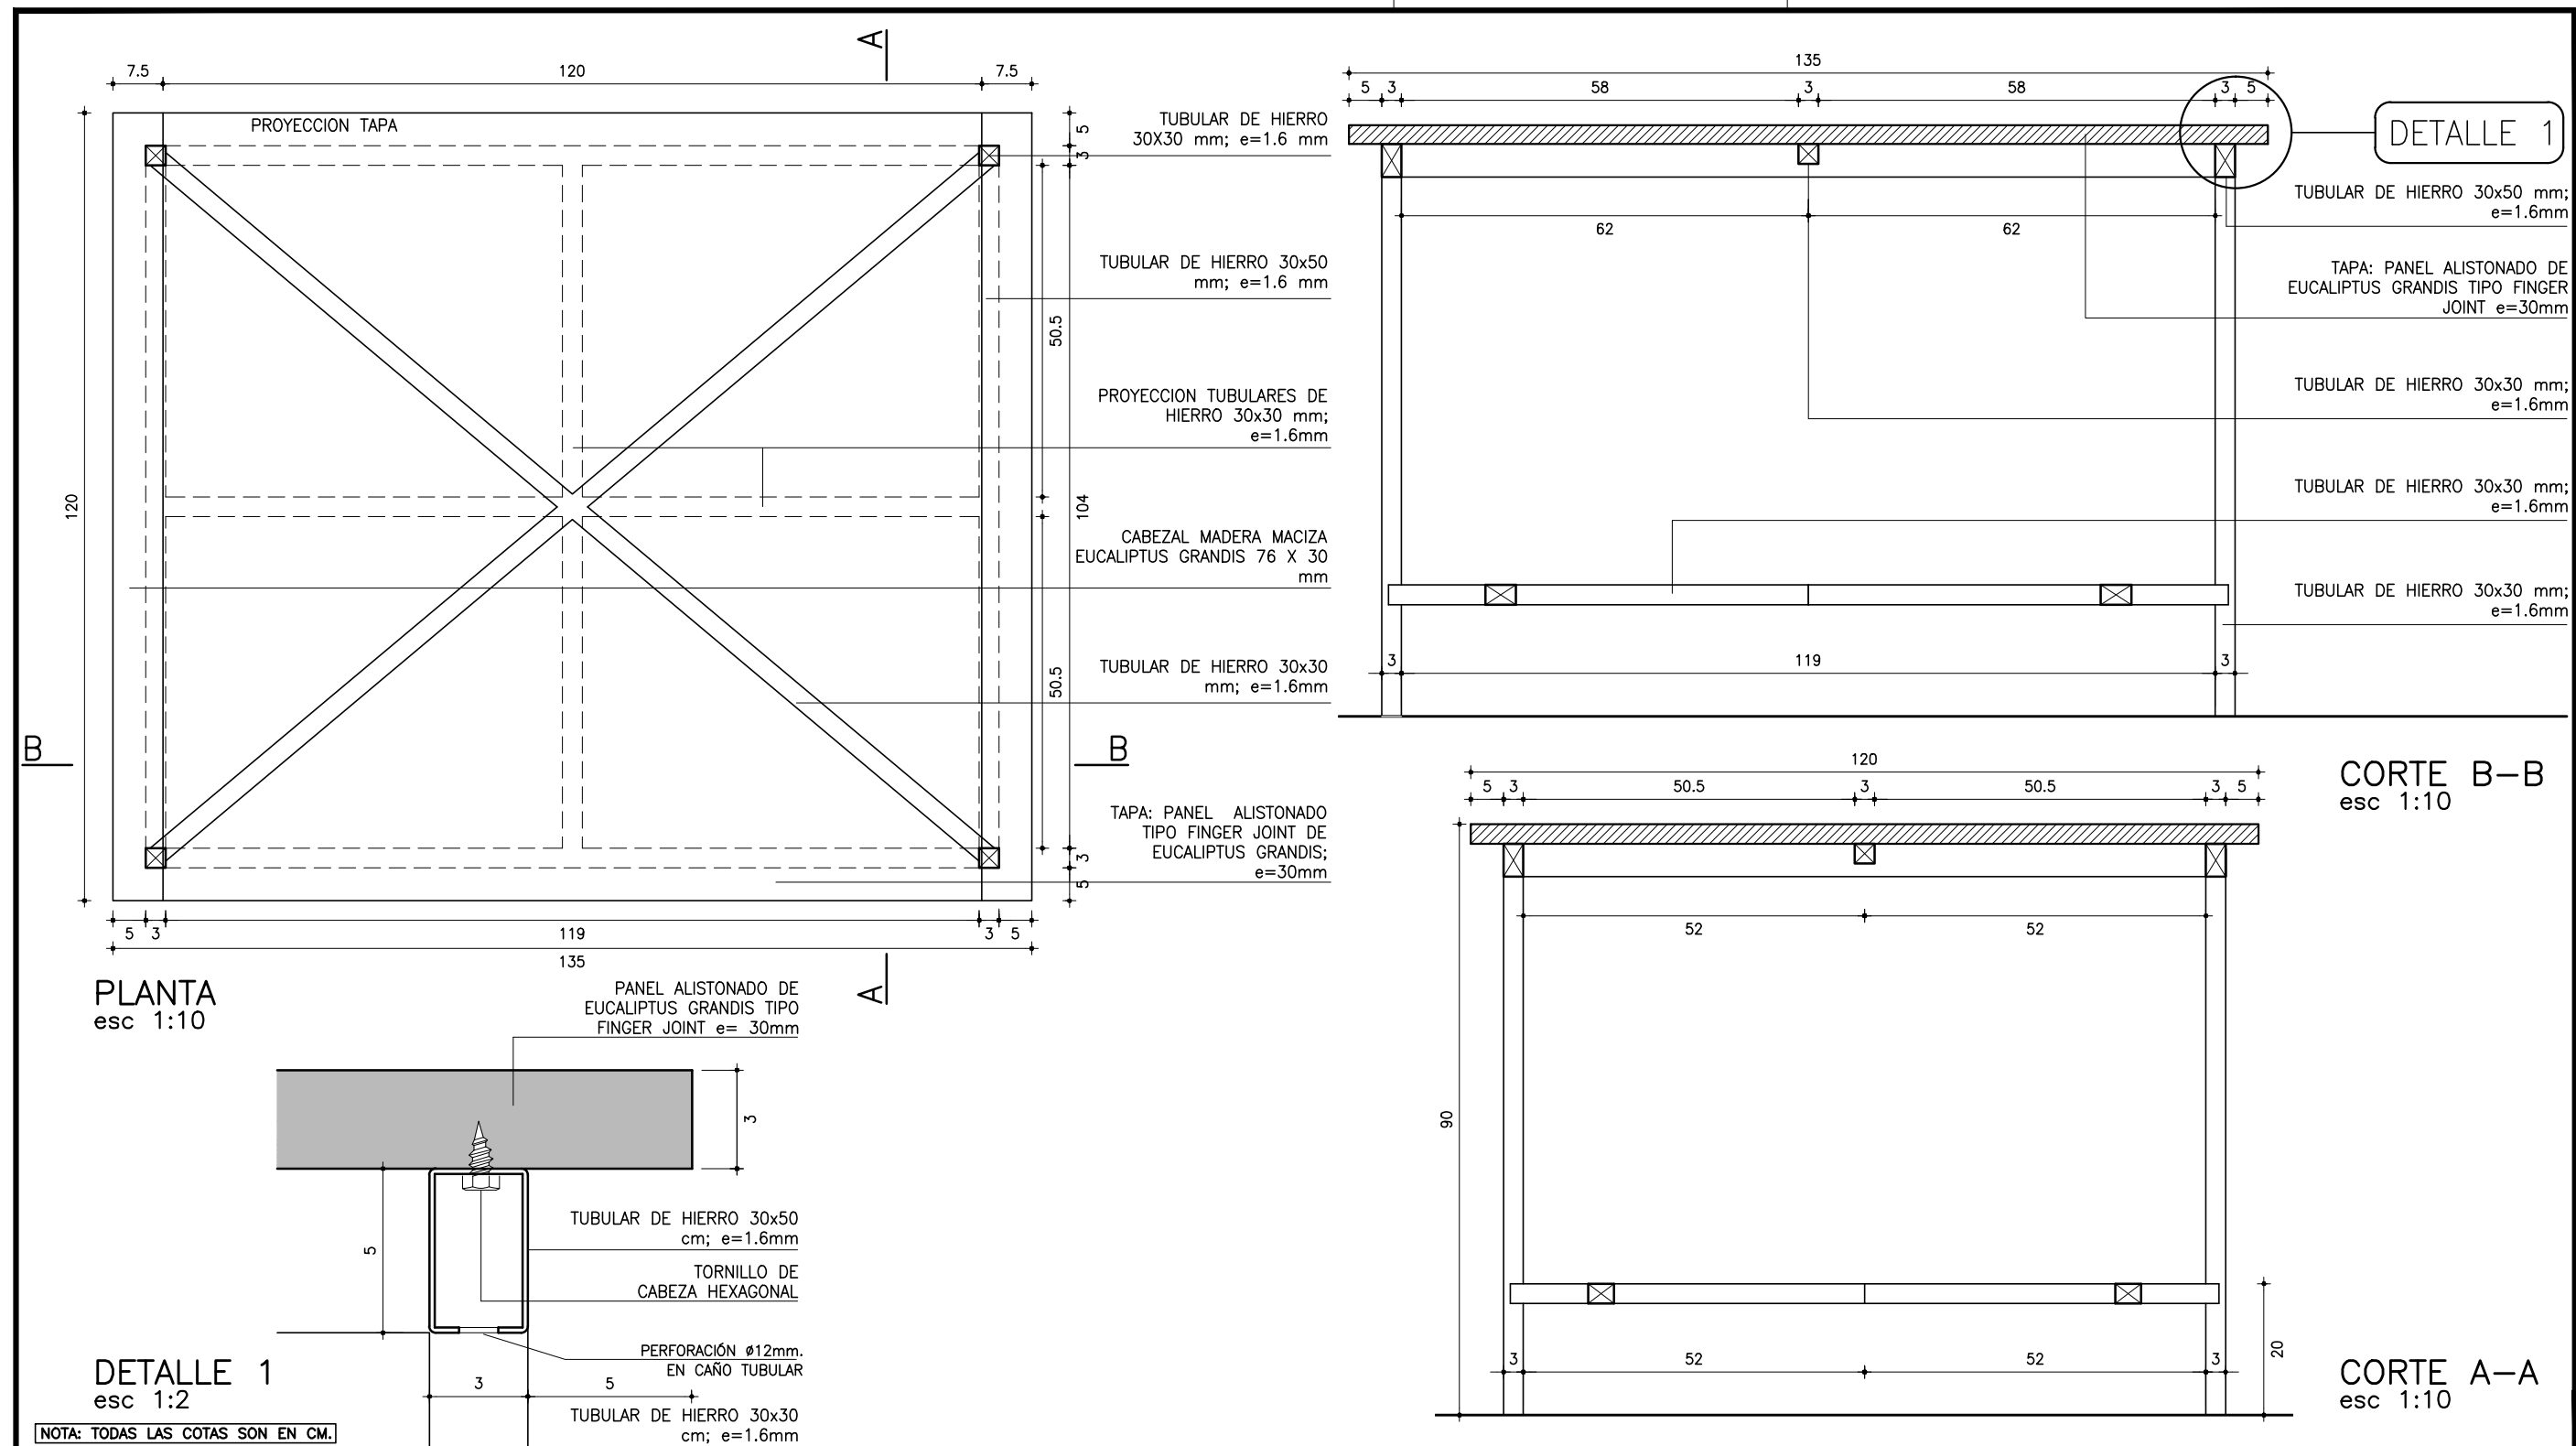 A
7.5
120
7.5
PROYECCION TAPA
5
3
50.5
104
50.5
3
5
120
TUBULAR DE HIERRO
30X30 mm; e=1.6 mm
TUBULAR DE HIERRO 30x50
mm; e=1.6 mm
PROYECCION TUBULARES DE
HIERRO 30x30 mm;
e=1.6mm
CABEZAL MADERA MACIZA
EUCALIPTUS GRANDIS 76 X 30
mm
TUBULAR DE HIERRO 30x30
mm; e=1.6mm
B
B
TAPA: PANEL ALISTONADO
TIPO FINGER JOINT DE
EUCALIPTUS GRANDIS;
e=30mm
5
3
119
3
5
135
A
PLANTA
esc 1:10
135
5
3
58
3
58
3
5
DETALLE 1
62
62
TUBULAR DE HIERRO 30x50 mm;
e=1.6mm
TAPA: PANEL ALISTONADO DE
EUCALIPTUS GRANDIS TIPO FINGER
JOINT e=30mm
TUBULAR DE HIERRO 30x30 mm;
e=1.6mm
TUBULAR DE HIERRO 30x30 mm;
e=1.6mm
TUBULAR DE HIERRO 30x30 mm;
e=1.6mm
3
119
3
CORTE B-B
esc 1:10
120
5
3
50.5
3
50.5
3
5
52
52
90
3
52
52
3
20
CORTE A-A
esc 1:10
PANEL ALISTONADO DE
EUCALIPTUS GRANDIS TIPO
FINGER JOINT e= 30mm
3
5
TUBULAR DE HIERRO 30x50
cm; e=1.6mm
TORNILLO DE
CABEZA HEXAGONAL
PERFORACIÓN ø12mm.
EN CAÑO TUBULAR
3
5
TUBULAR DE HIERRO 30x30
cm; e=1.6mm
DETALLE 1
esc 1:2
NOTA: TODAS LAS COTAS SON EN CM.